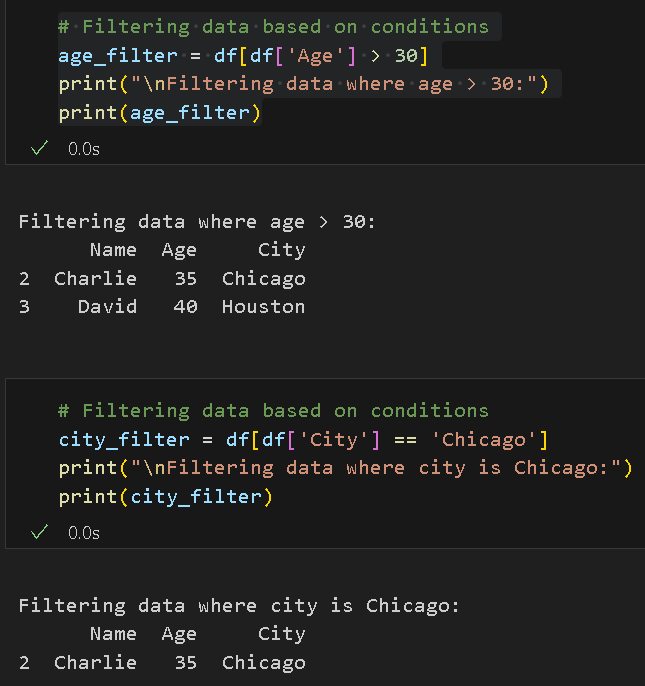 # Filtering data based on conditions
age_filter = df[df['Age'] > 30]
print("\nFiltering data where age > 30:")
print(age_filter)
0.0s
Filtering data where age > 30:
      Name  Age     City
2  Charlie   35  Chicago
3    David   40  Houston
# Filtering data based on conditions
city_filter = df[df['City'] == 'Chicago']
print("\nFiltering data where city is Chicago:")
print(city_filter)
0.0s
Filtering data where city is Chicago:
      Name  Age     City
2  Charlie   35  Chicago